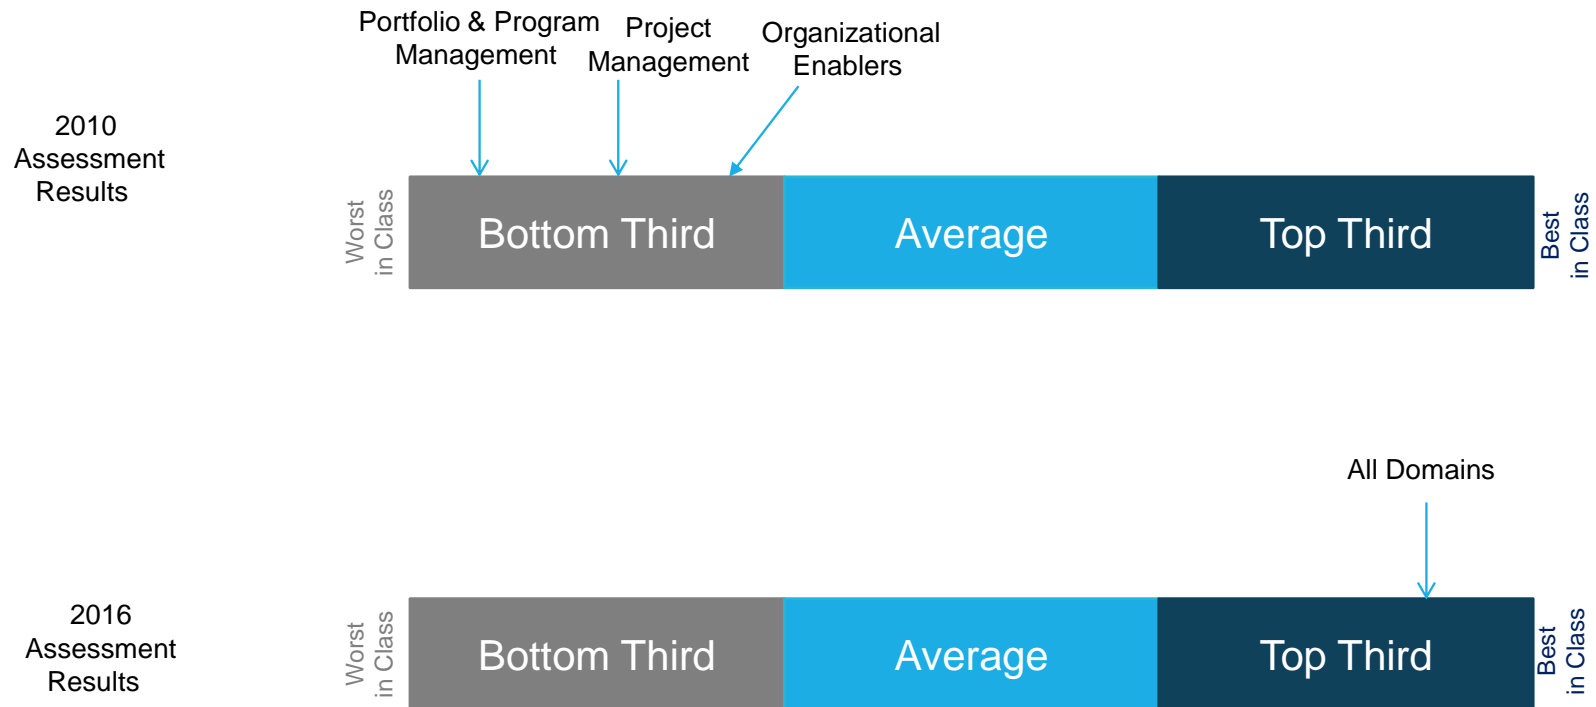 Portfolio & Program
Management
Project
Management
Organizational
Enablers
2010
Assessment
Results
Worst
in Class
Bottom Third
Average
Top Third
Best
in Class
All Domains
2016
Assessment
Results
Worst
in Class
Bottom Third
Average
Top Third
Best
in Class